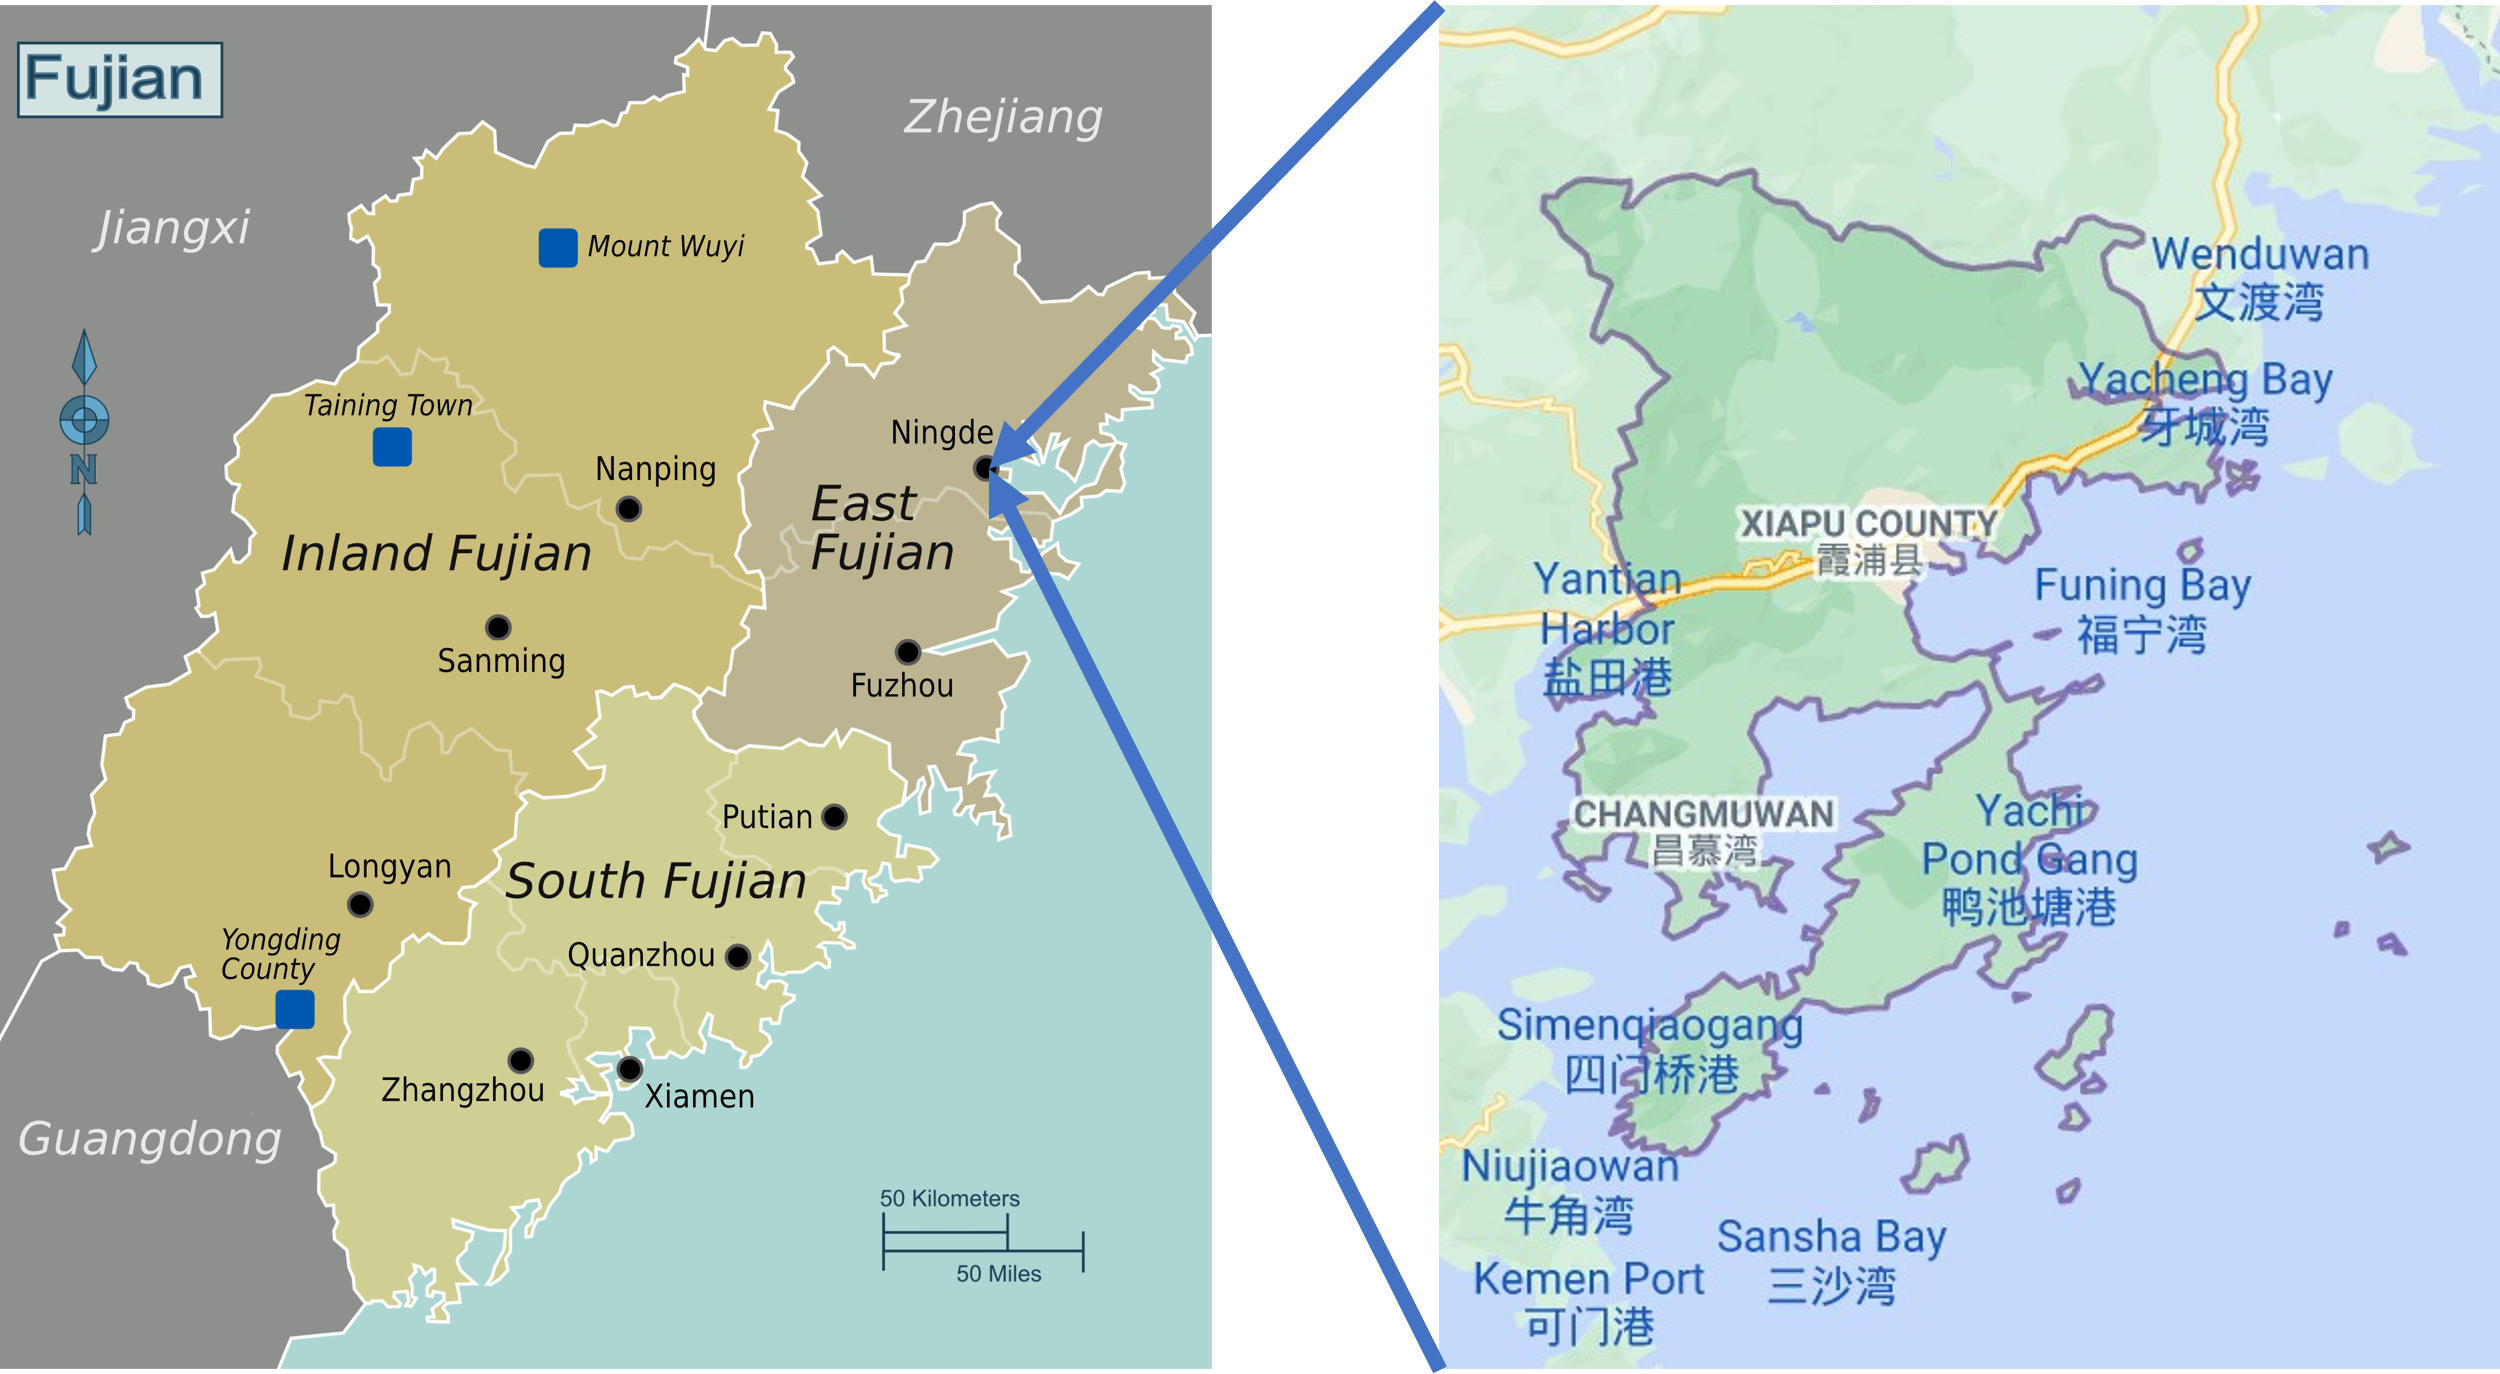 Fujian
Zhejiang
Jiangxi
Mount Wuyi
Taining Town
Ningde
Nanping
East
Fujian
Inland Fujian
Sanming
Fuzhou
Putian
Longyan
South Fujian
Yongding
County
Quanzhou
Zhangzhou
Xiamen
Guangdong
N
50 Kilometers
50 Miles
Wenduwan
文渡湾
Yacheng Bay
牙城湾
XIAPU COUNTY
霞浦县
Yantian
Harbor
盐田港
Funing Bay
福宁湾
CHANGMUWAN
昌慕湾
Yachi
Pond Gang
鸭池塘港
Simenqiaogang
四门桥港
Niujiaowan
牛角湾
Sansha Bay
三沙湾
Kemen Port
可门港